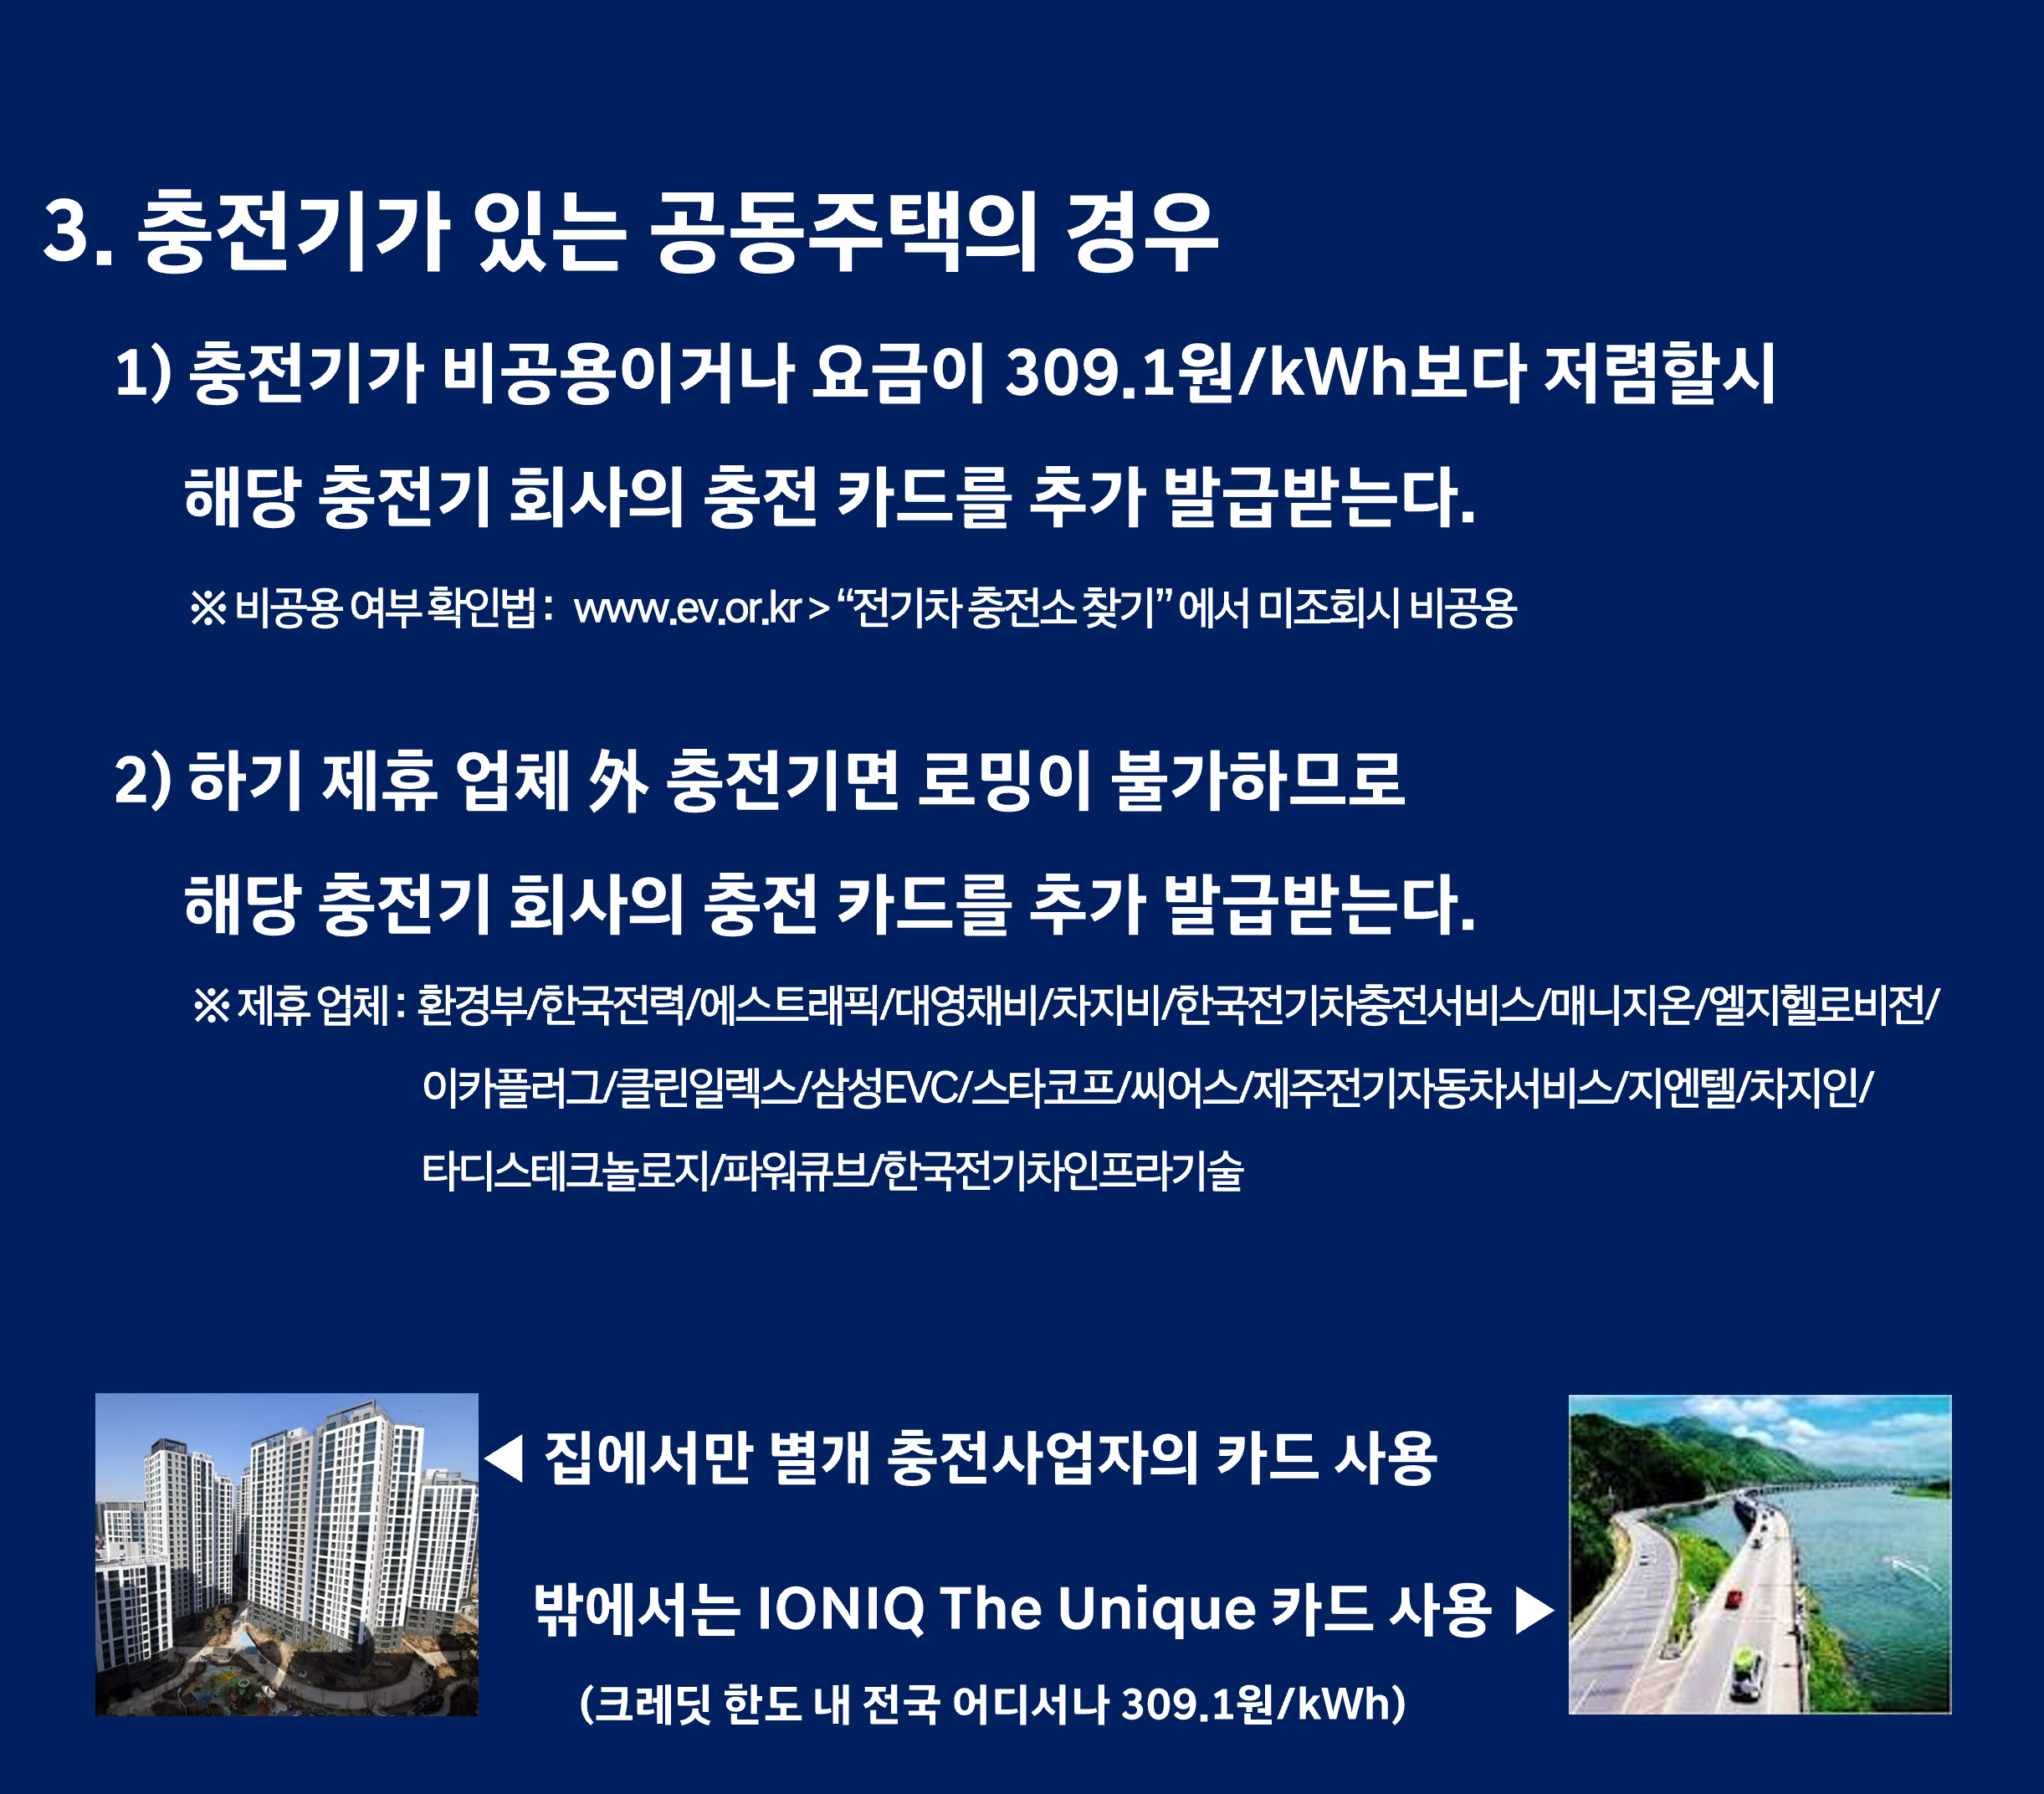 3. 충전기가 있는 공동주택의 경우
1) 충전기가 비공용이거나 요금이 309.1원/kWh보다 저렴할시
해당 충전기 회사의 충전 카드를 추가 발급받는다.
※ 비공용 여부 확인법 : www.ev.or.kr > “전기차 충전소 찾기” 에서 미조회시 비공용
2) 하기 제휴 업체 外 충전기면 로밍이 불가하므로
해당 충전기 회사의 충전 카드를 추가 발급받는다.
※ 제휴 업체 : 환경부/한국전력/에스트래픽/대영채비/차지비/한국전기차충전서비스/매니지온/엘지헬로비전/
이카플러그/클린일렉스/삼성EVC/스타코프/씨어스/제주전기자동차서비스/지엔텔/차지인/
타디스테크놀로지/파워큐브/한국전기차인프라기술
◀ 집에서만 별개 충전사업자의 카드 사용
밖에서는 IONIQ The Unique 카드 사용 ▶
(크레딧 한도 내 전국 어디서나 309.1원/kWh)